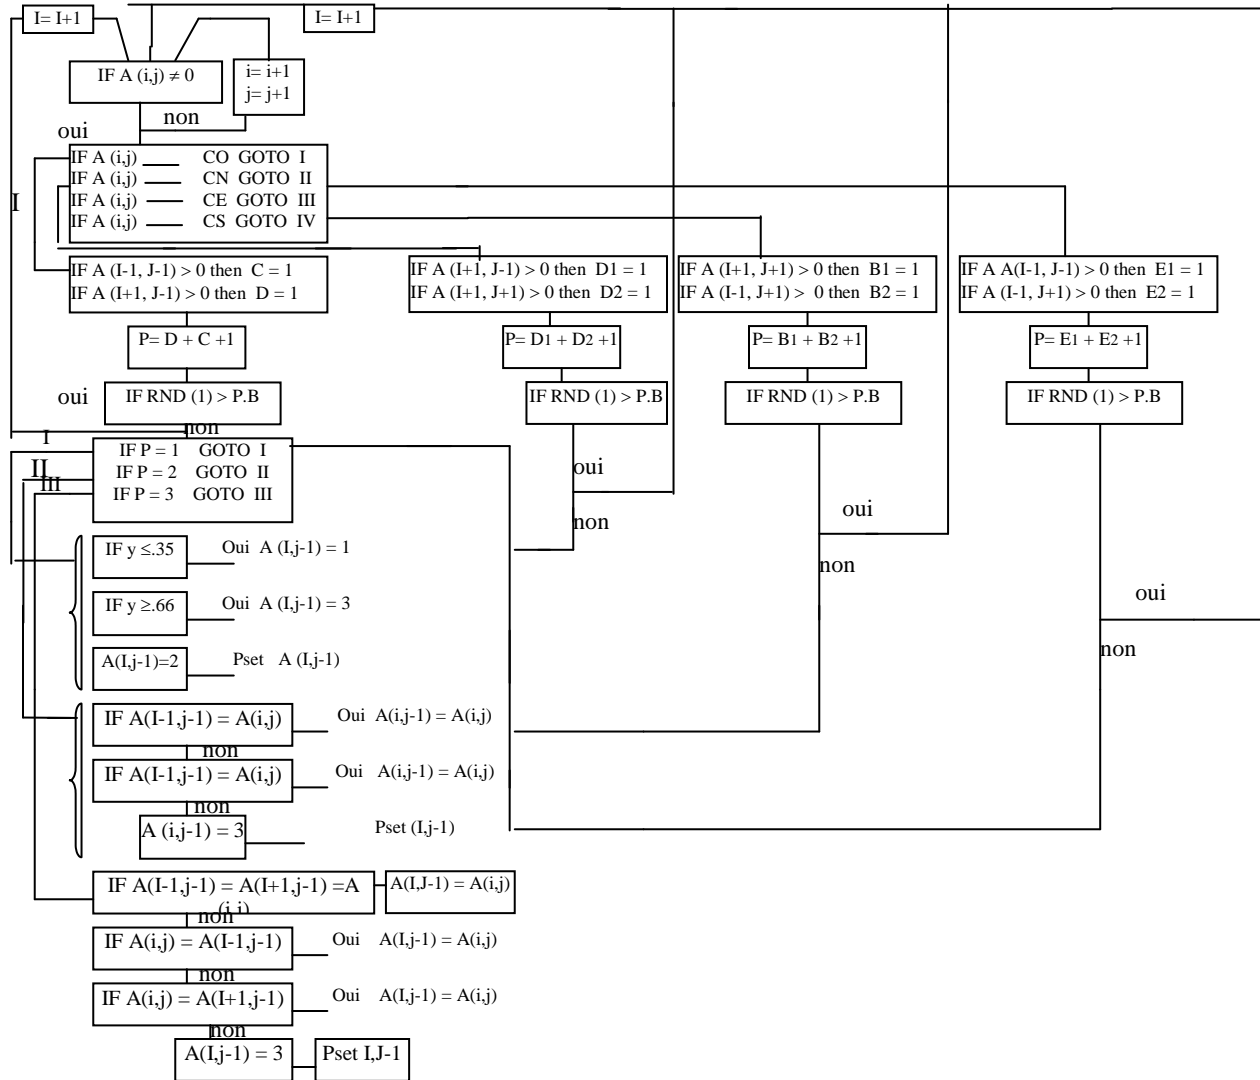 I= I+1
I= I+1
IF A (i,j) ≠ 0
i= i+1
j= j+1
non
oui
IF A (i,j) CO GOTO I
IF A (i,j) CN GOTO II
IF A (i,j) CE GOTO III
IF A (i,j) CS GOTO IV
I
IF A (I-1, J-1) > 0 then C = 1
IF A (I+1, J-1) > 0 then D = 1
IF A (I+1, J-1) > 0 then D1 = 1
IF A (I+1, J+1) > 0 then D2 = 1
IF A (I+1, J+1) > 0 then B1 = 1
IF A (I-1, J+1) > 0 then B2 = 1
IF A A(I-1, J-1) > 0 then E1 = 1
IF A (I-1, J+1) > 0 then E2 = 1
P= D + C +1
P= D1 + D2 +1
P= B1 + B2 +1
P= E1 + E2 +1
oui
IF RND (1) > P.B
IF RND (1) > P.B
IF RND (1) > P.B
IF RND (1) > P.B
non
I
II
III
IF P = 1 GOTO I
IF P = 2 GOTO II
IF P = 3 GOTO III
oui
non
oui
non
oui
non
IF y ≤.35
Oui A (I,j-1) = 1
IF y ≥.66
Oui A (I,j-1) = 3
A(I,j-1)=2
Pset A (I,j-1)
IF A(I-1,j-1) = A(i,j)
Oui A(i,j-1) = A(i,j)
non
IF A(I-1,j-1) = A(i,j)
Oui A(i,j-1) = A(i,j)
non
A (i,j-1) = 3
Pset (I,j-1)
IF A(I-1,j-1) = A(I+1,j-1) =A
(i,j)
A(I,J-1) = A(i,j)
non
IF A(i,j) = A(I-1,j-1)
Oui A(I,j-1) = A(i,j)
non
IF A(i,j) = A(I+1,j-1)
Oui A(I,j-1) = A(i,j)
non
A(I,j-1) = 3
Pset I,J-1